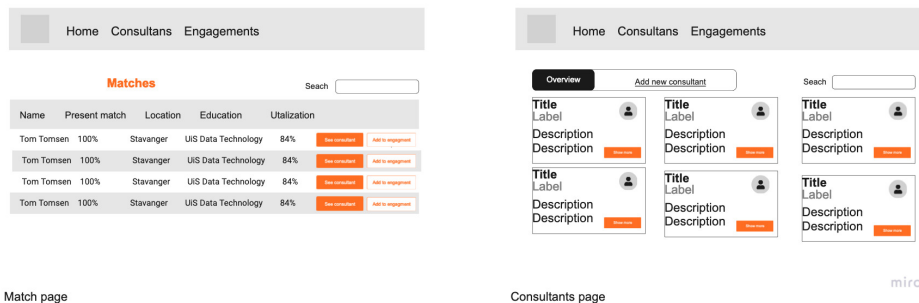 Home Consultans Engagements
Matches
Seach
Name Present match Location Education Utalization
Tom Tomsen 100% Stavanger UiS Data Technology 84% See consultant Add to engagment
Tom Tomsen 100% Stavanger UiS Data Technology 84% See consultant Add to engagment
Tom Tomsen 100% Stavanger UiS Data Technology 84% See consultant Add to engagment
Tom Tomsen 100% Stavanger UiS Data Technology 84% See consultant Add to engagment
Match page
Home Consultans Engagements
Overview Add new consultant Seach
Title
Label
Description
Description Show more
Title
Label
Description
Description Show more
Title
Label
Description
Description Show more
Title
Label
Description
Description Show more
Title
Label
Description
Description Show more
Title
Label
Description
Description Show more
Consultants page
miro